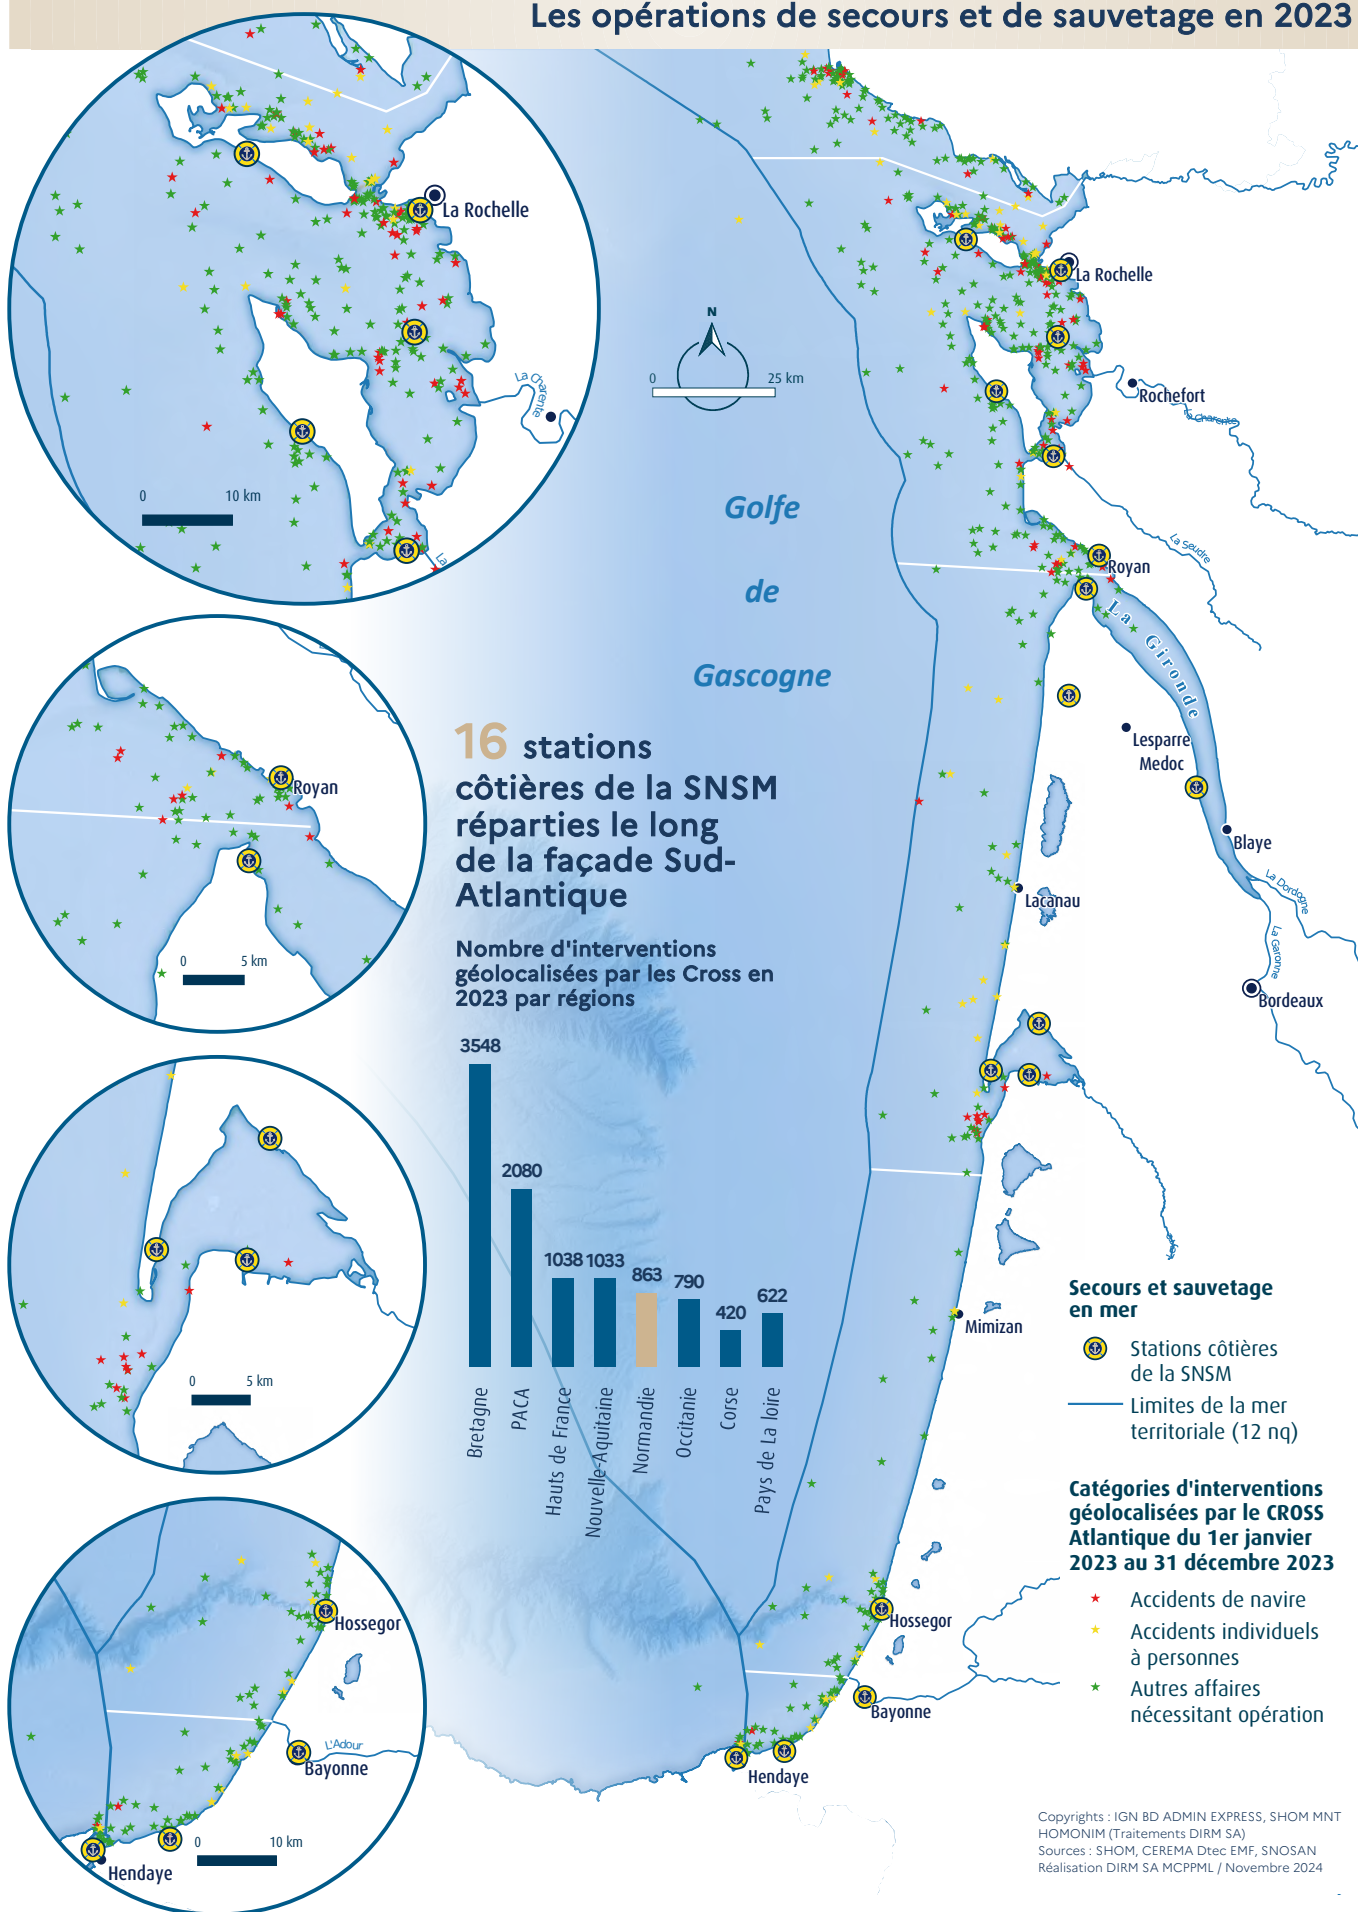 Les opérations de secours et de sauvetage en 2023
La Rochelle
La Charente
0 10 km
La
Royan
0 5 km
0 5 km
Hossegor
L'Adour
Bayonne
0 10 km
Hendaye
N
0 25 km
Golfe
de
Gascogne
La Rochelle
Rochefort
La Charente
La Seudre
Royan
La Gironde
Lesparre
Medoc
Blaye
La Dordogne
Lacanau
La Garonne
Bordeaux
Mimizan
Hossegor
Bayonne
Hendaye
16 stations
côtières de la SNSM
réparties le long
de la façade Sud-
Atlantique
Nombre d'interventions
géolocalisées par les Cross en
2023 par régions
3548
2080
1038
1033
863
790
420
622
Bretagne
PACA
Hauts de France
Nouvelle-Aquitaine
Normandie
Occitanie
Corse
Pays de La loire
Secours et sauvetage
en mer
Stations côtières
de la SNSM
Limites de la mer
territoriale (12 nq)
Catégories d'interventions
géolocalisées par le CROSS
Atlantique du 1er janvier
2023 au 31 décembre 2023
Accidents de navire
Accidents individuels
à personnes
Autres affaires
nécessitant opération
Copyrights : IGN BD ADMIN EXPRESS, SHOM MNT
HOMONIM (Traitements DIRM SA)
Sources : SHOM, CEREMA Dtec EMF, SNOSAN
Réalisation DIRM SA MCPPML / Novembre 2024